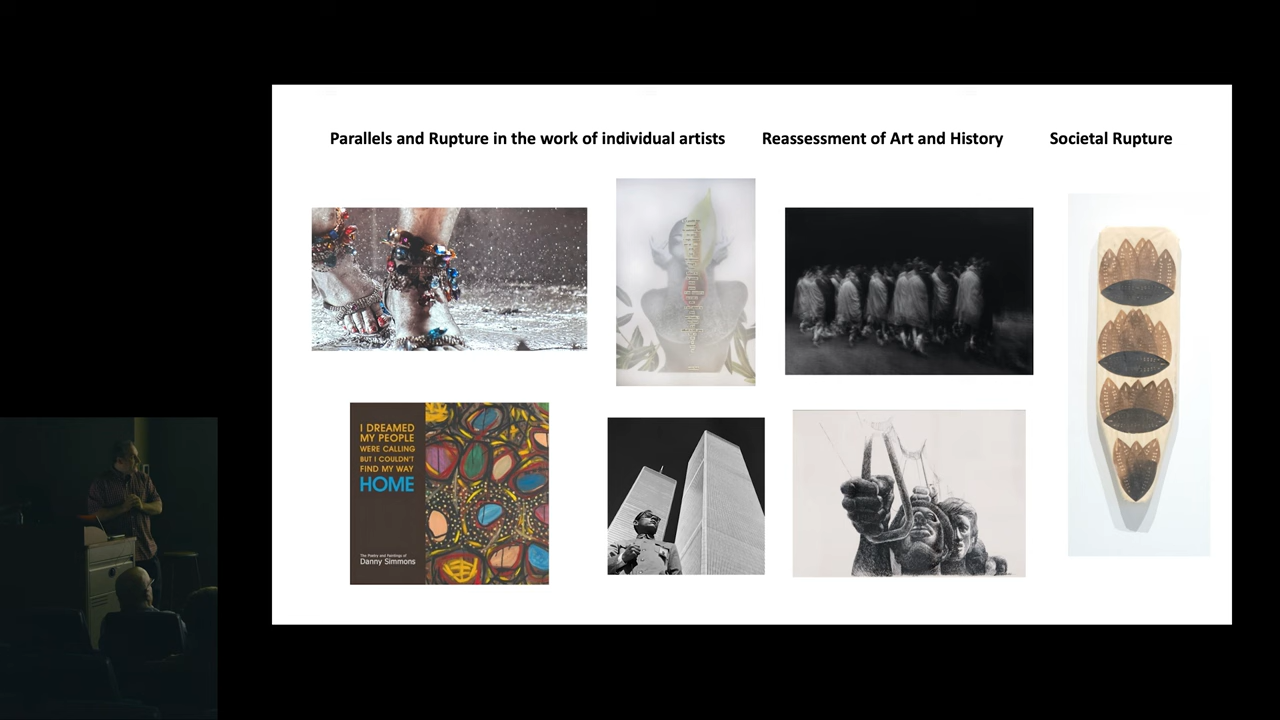 Parallels and Rupture in the work of individual artists
Reassessment of Art and History
Societal Rupture
I DREAMED
MY PEOPLE
WERE CALLING
BUT I COULDN'T
FIND MY WAY
HOME
The Poetry and Paintings of
Danny Simmons